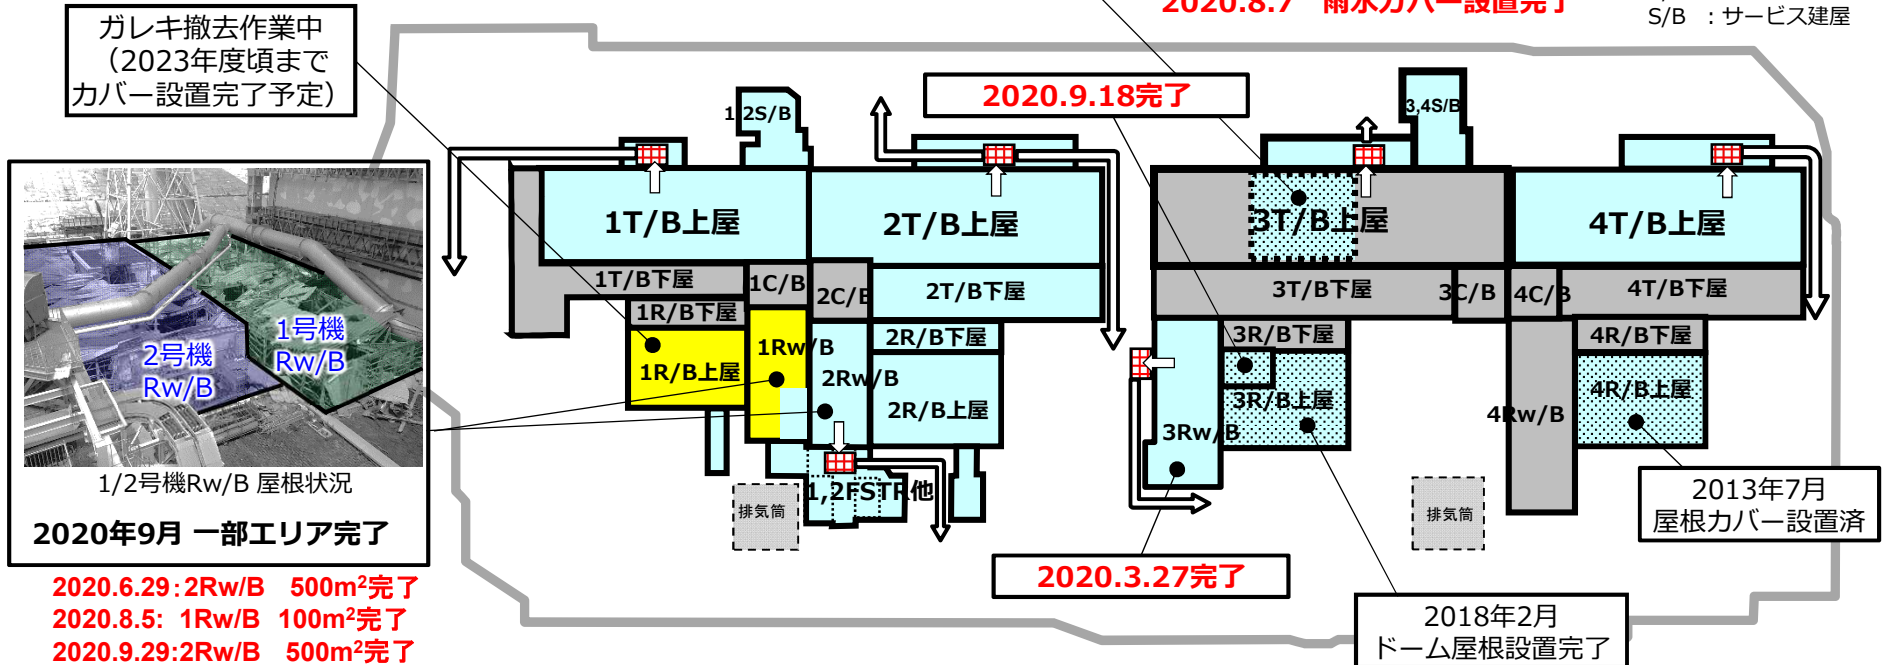 2020.8.7　雨水カバー設置完了
S/B ：サービス建屋
ガレキ撤去作業中
（2023年度頃まで
カバー設置完了予定）
2020.9.18完了
1,2S/B
3,4S/B
1T/B上屋
2T/B上屋
3T/B上屋
4T/B上屋
1T/B下屋
1C/B
2C/B
2T/B下屋
3T/B下屋
3C/B
4C/B
4T/B下屋
1R/B下屋
2R/B下屋
3R/B下屋
4R/B下屋
1R/B上屋
1Rw/B
2Rw/B
2R/B上屋
3Rw/B
3R/B上屋
4Rw/B
4R/B上屋
1号機
Rw/B
2号機
Rw/B
1/2号機Rw/B 屋根状況
2020年9月 一部エリア完了
1,2FSTR他
排気筒
排気筒
2013年7月
屋根カバー設置済
2020.3.27完了
2018年2月
ドーム屋根設置完了
2020.6.29：2Rw/B　500m²完了
2020.8.5:　1Rw/B　100m²完了
2020.9.29:2Rw/B　500m²完了